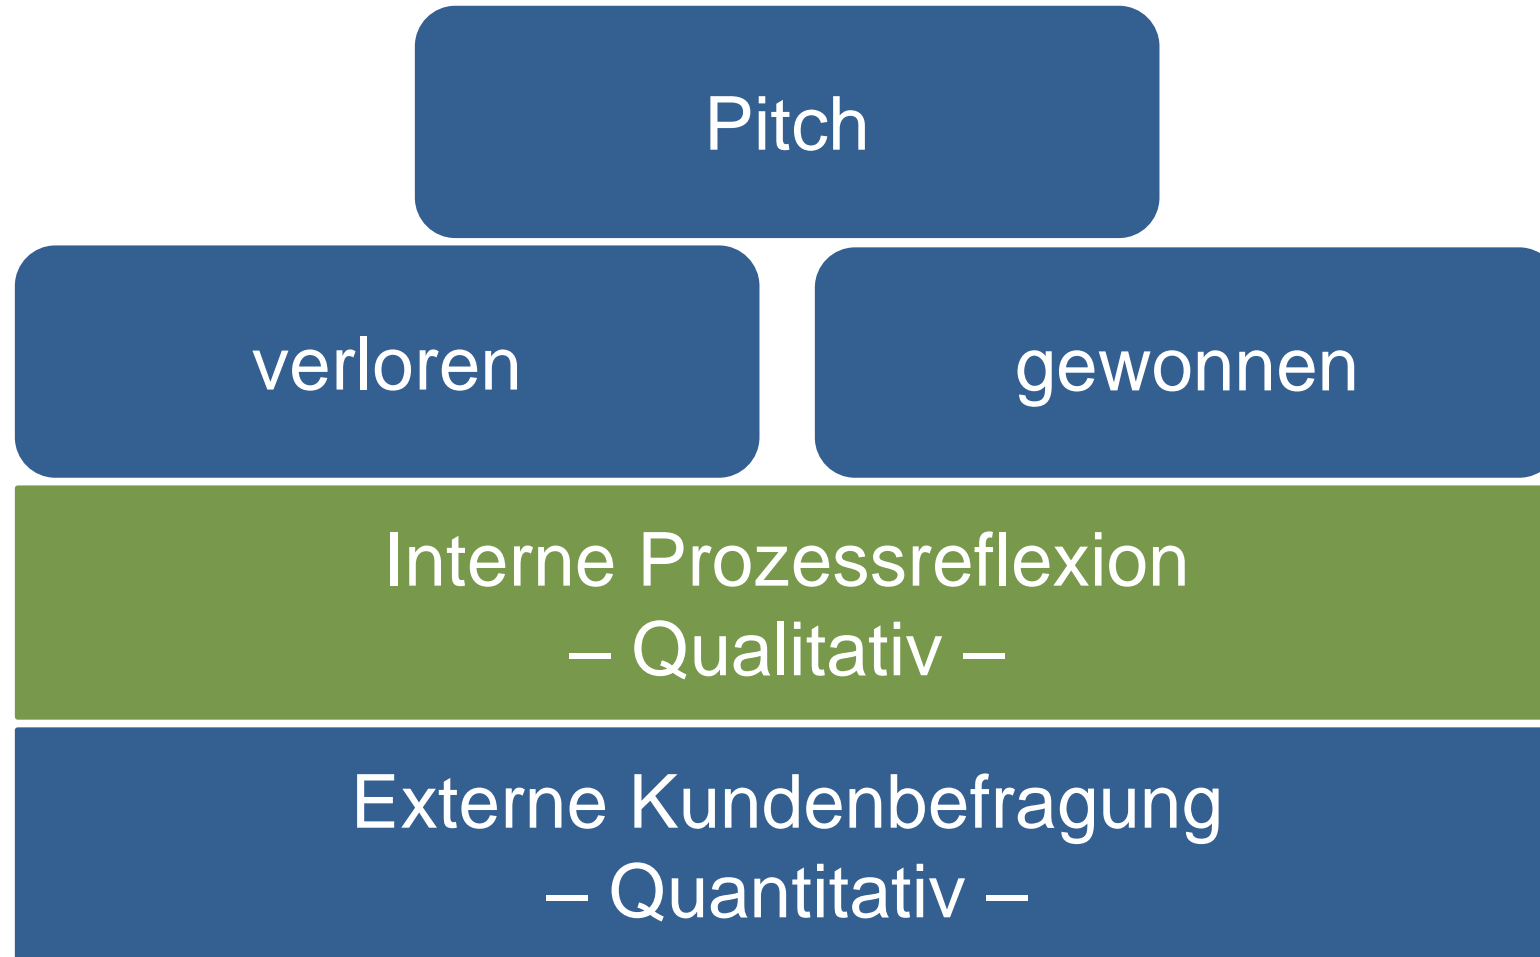 Pitch
verloren
gewonnen
Interne Prozessreflexion
– Qualitativ –
Externe Kundenbefragung
– Quantitativ –